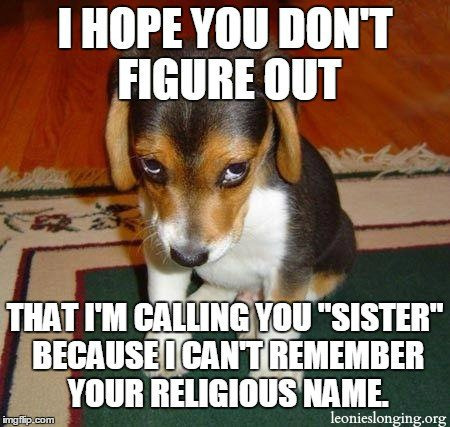 I HOPE YOU DON'T
FIGURE OUT
THAT I'M CALLING YOU "SISTER"
BECAUSE I CAN'T REMEMBER
YOUR RELIGIOUS NAME.
imgflip.com
leonieslonging.org